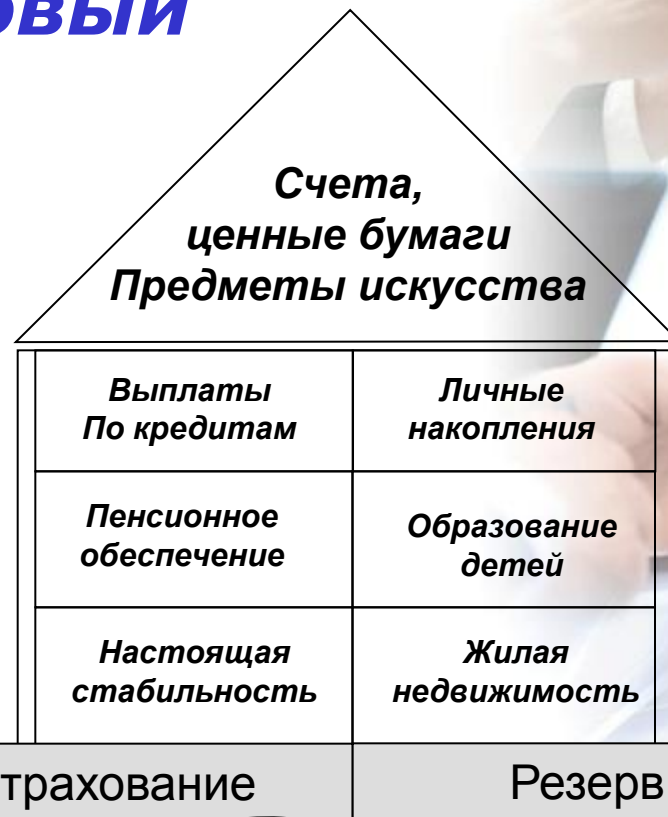 овый
Счета,
ценные бумаги
Предметы искусства
Выплаты
По кредитам
Личные
накопления
Пенсионное
обеспечение
Образование
детей
Настоящая
стабильность
Жилая
недвижимость
трахование
Резерв